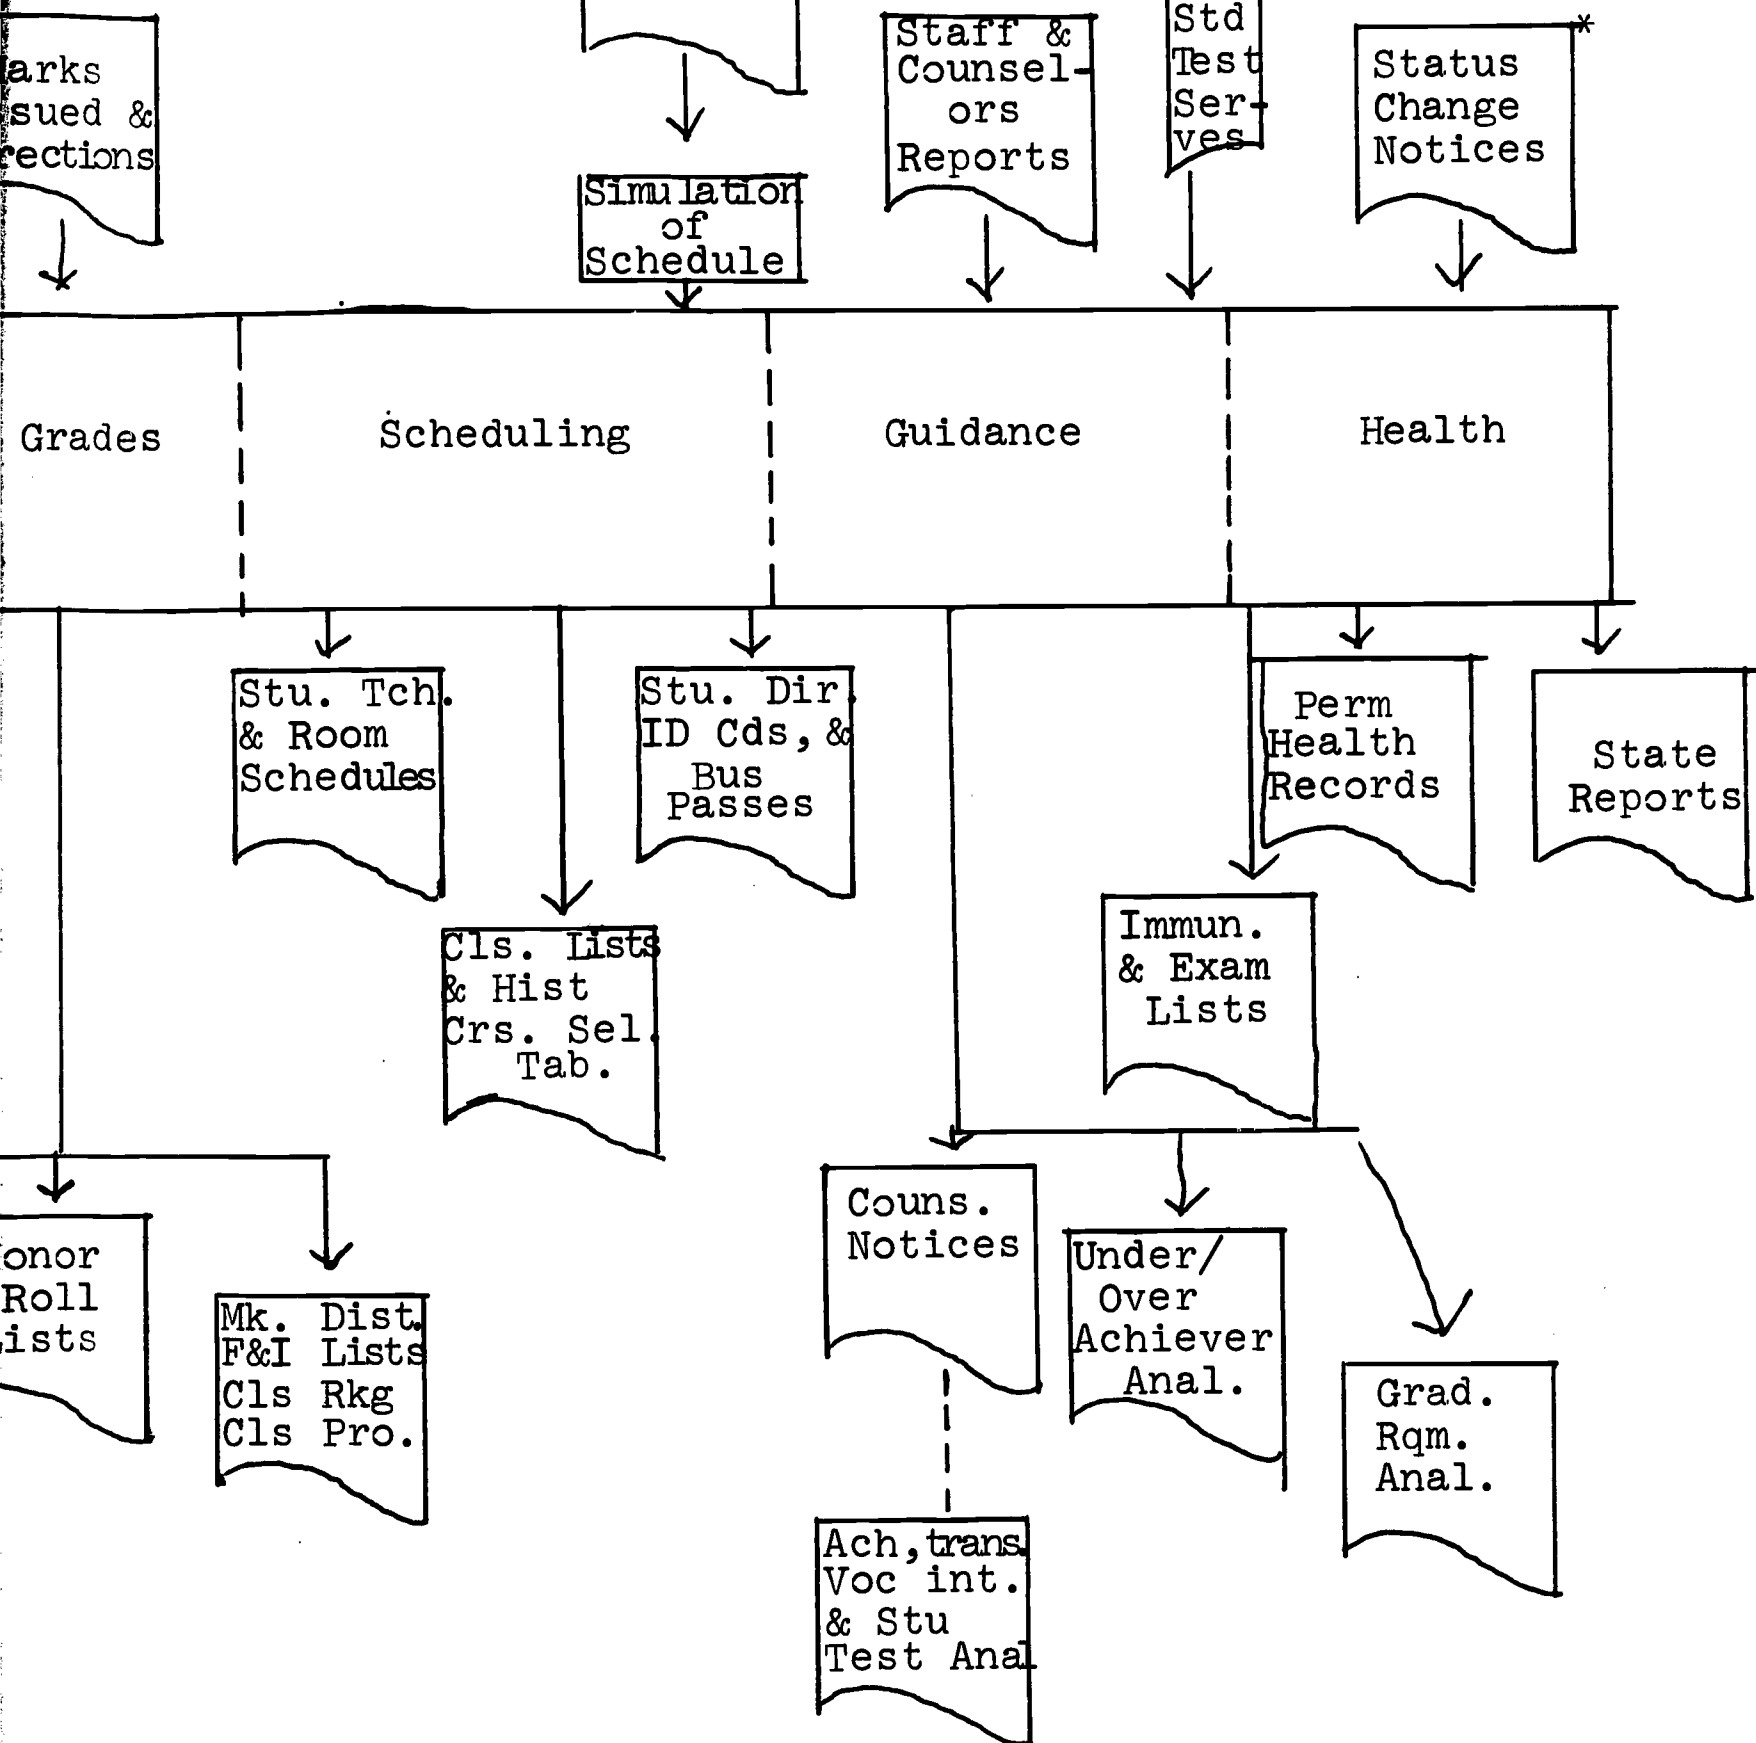 arks
sued &
rections
Simulation
of
Schedule
Staff &
Counsel-
ors
Reports
Std
Test
Ser-
ves
*
Status
Change
Notices
Grades
Scheduling
Guidance
Health
Stu. Tch.
& Room
Schedules
Stu. Dir.
ID Cds, &
Bus
Passes
Perm
Health
Records
State
Reports
Cls. Lists
& Hist
Crs. Sel.
Tab.
Immun.
& Exam
Lists
onor
Roll
ists
Mk. Dist.
F&I Lists
Cls Rkg
Cls Pro.
Couns.
Notices
Under/
Over
Achiever
Anal.
Grad.
Rqm.
Anal.
Ach,trans.
Voc int.
& Stu
Test Anal